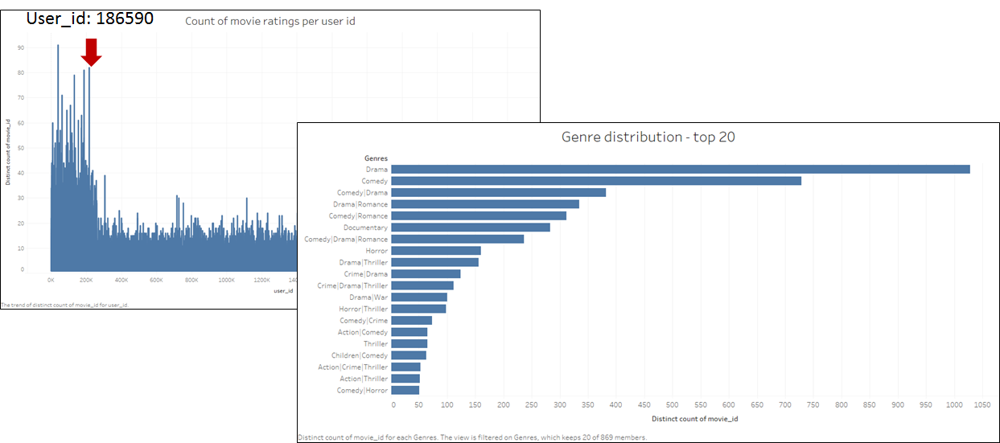 User_id: 186590
Count of movie ratings per user id
Distinct count of movie_id
90
80
70
60
50
40
30
20
10
0
0K 200K 400K 600K 800K 1000K 1200K
user_id
The trend of distinct count of movie_id for user_id.
Genre distribution - top 20
Genres
Drama
Comedy
Comedy|Drama
Drama|Romance
Comedy|Romance
Documentary
Comedy|Drama|Romance
Horror
Drama|Thriller
Crime|Drama
Crime|Drama|Thriller
Drama|War
Horror|Thriller
Comedy|Crime
Action|Comedy
Thriller
Children|Comedy
Action|Crime|Thriller
Action|Thriller
Comedy|Horror
0 50 100 150 200 250 300 350 400 450 500 550 600 650 700 750 800 850 900 950 1000 1050
Distinct count of movie_id
Distinct count of movie_id for each Genres. The view is filtered on Genres, which keeps 20 of 869 members.